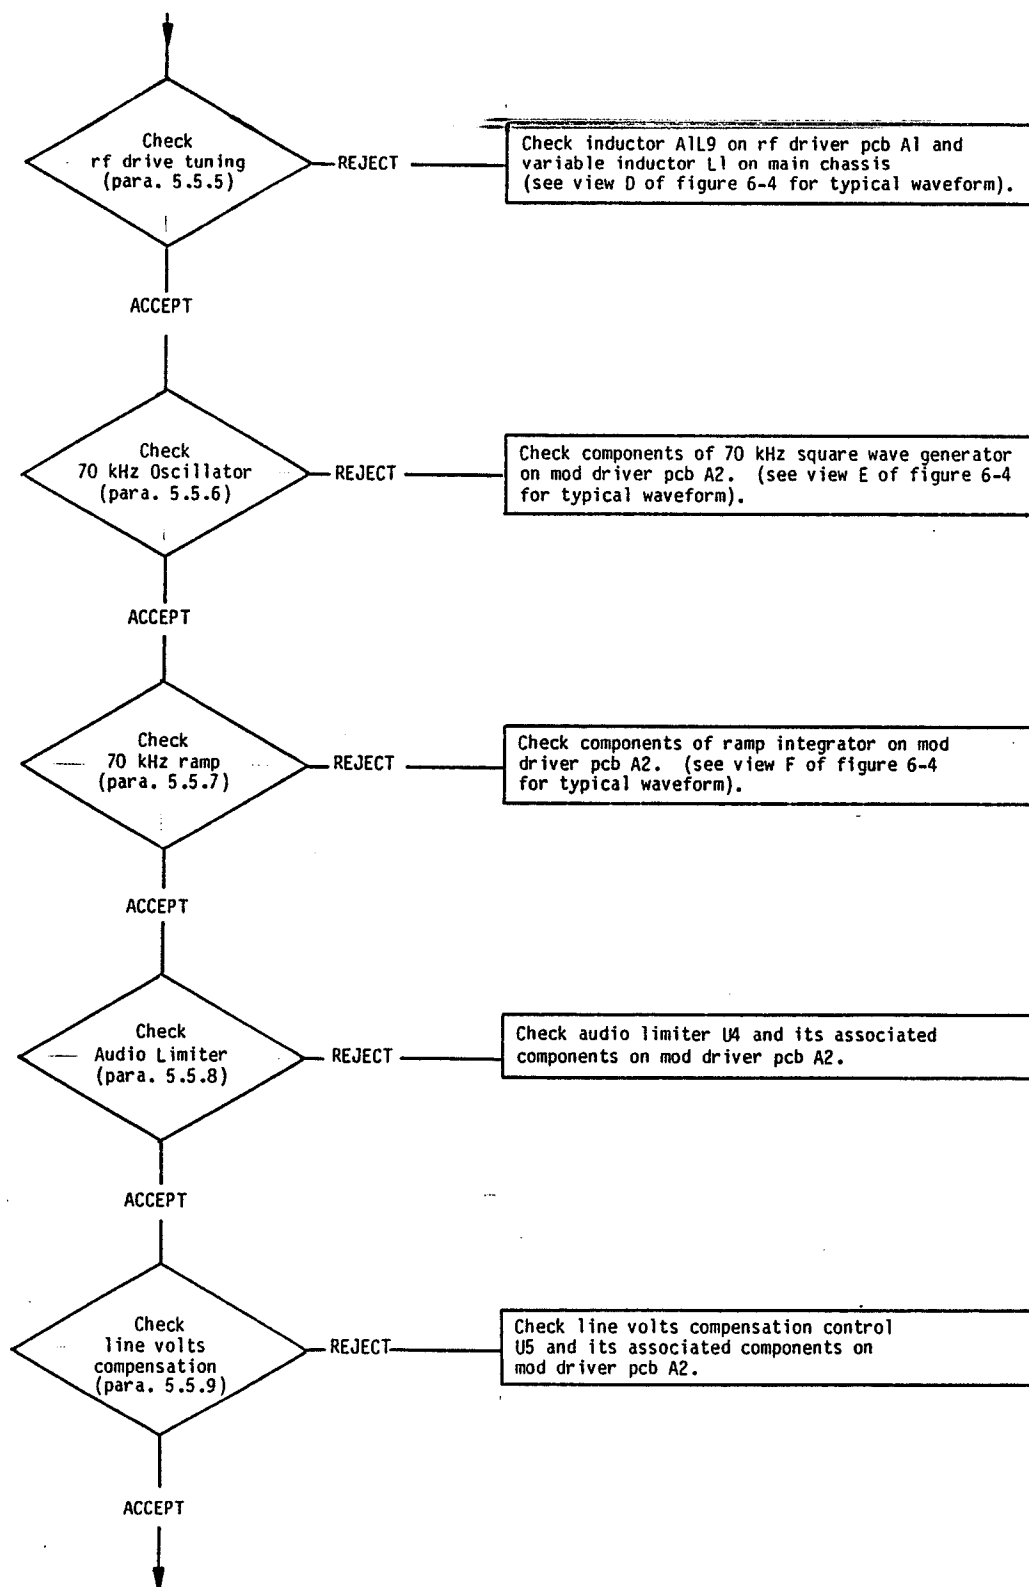 Check
rf drive tuning
(para. 5.5.5)
REJECT
Check inductor A1L9 on rf driver pcb A1 and
variable inductor L1 on main chassis
(see view D of figure 6-4 for typical waveform).
ACCEPT
Check
70 kHz Oscillator
(para. 5.5.6)
REJECT
Check components of 70 kHz square wave generator
on mod driver pcb A2. (see view E of figure 6-4
for typical waveform).
ACCEPT
Check
70 kHz ramp
(para. 5.5.7)
REJECT
Check components of ramp integrator on mod
driver pcb A2. (see view F of figure 6-4
for typical waveform).
ACCEPT
Check
Audio Limiter
(para. 5.5.8)
REJECT
Check audio limiter U4 and its associated
components on mod driver pcb A2.
ACCEPT
Check
line volts
compensation
(para. 5.5.9)
REJECT
Check line volts compensation control
U5 and its associated components on
mod driver pcb A2.
ACCEPT